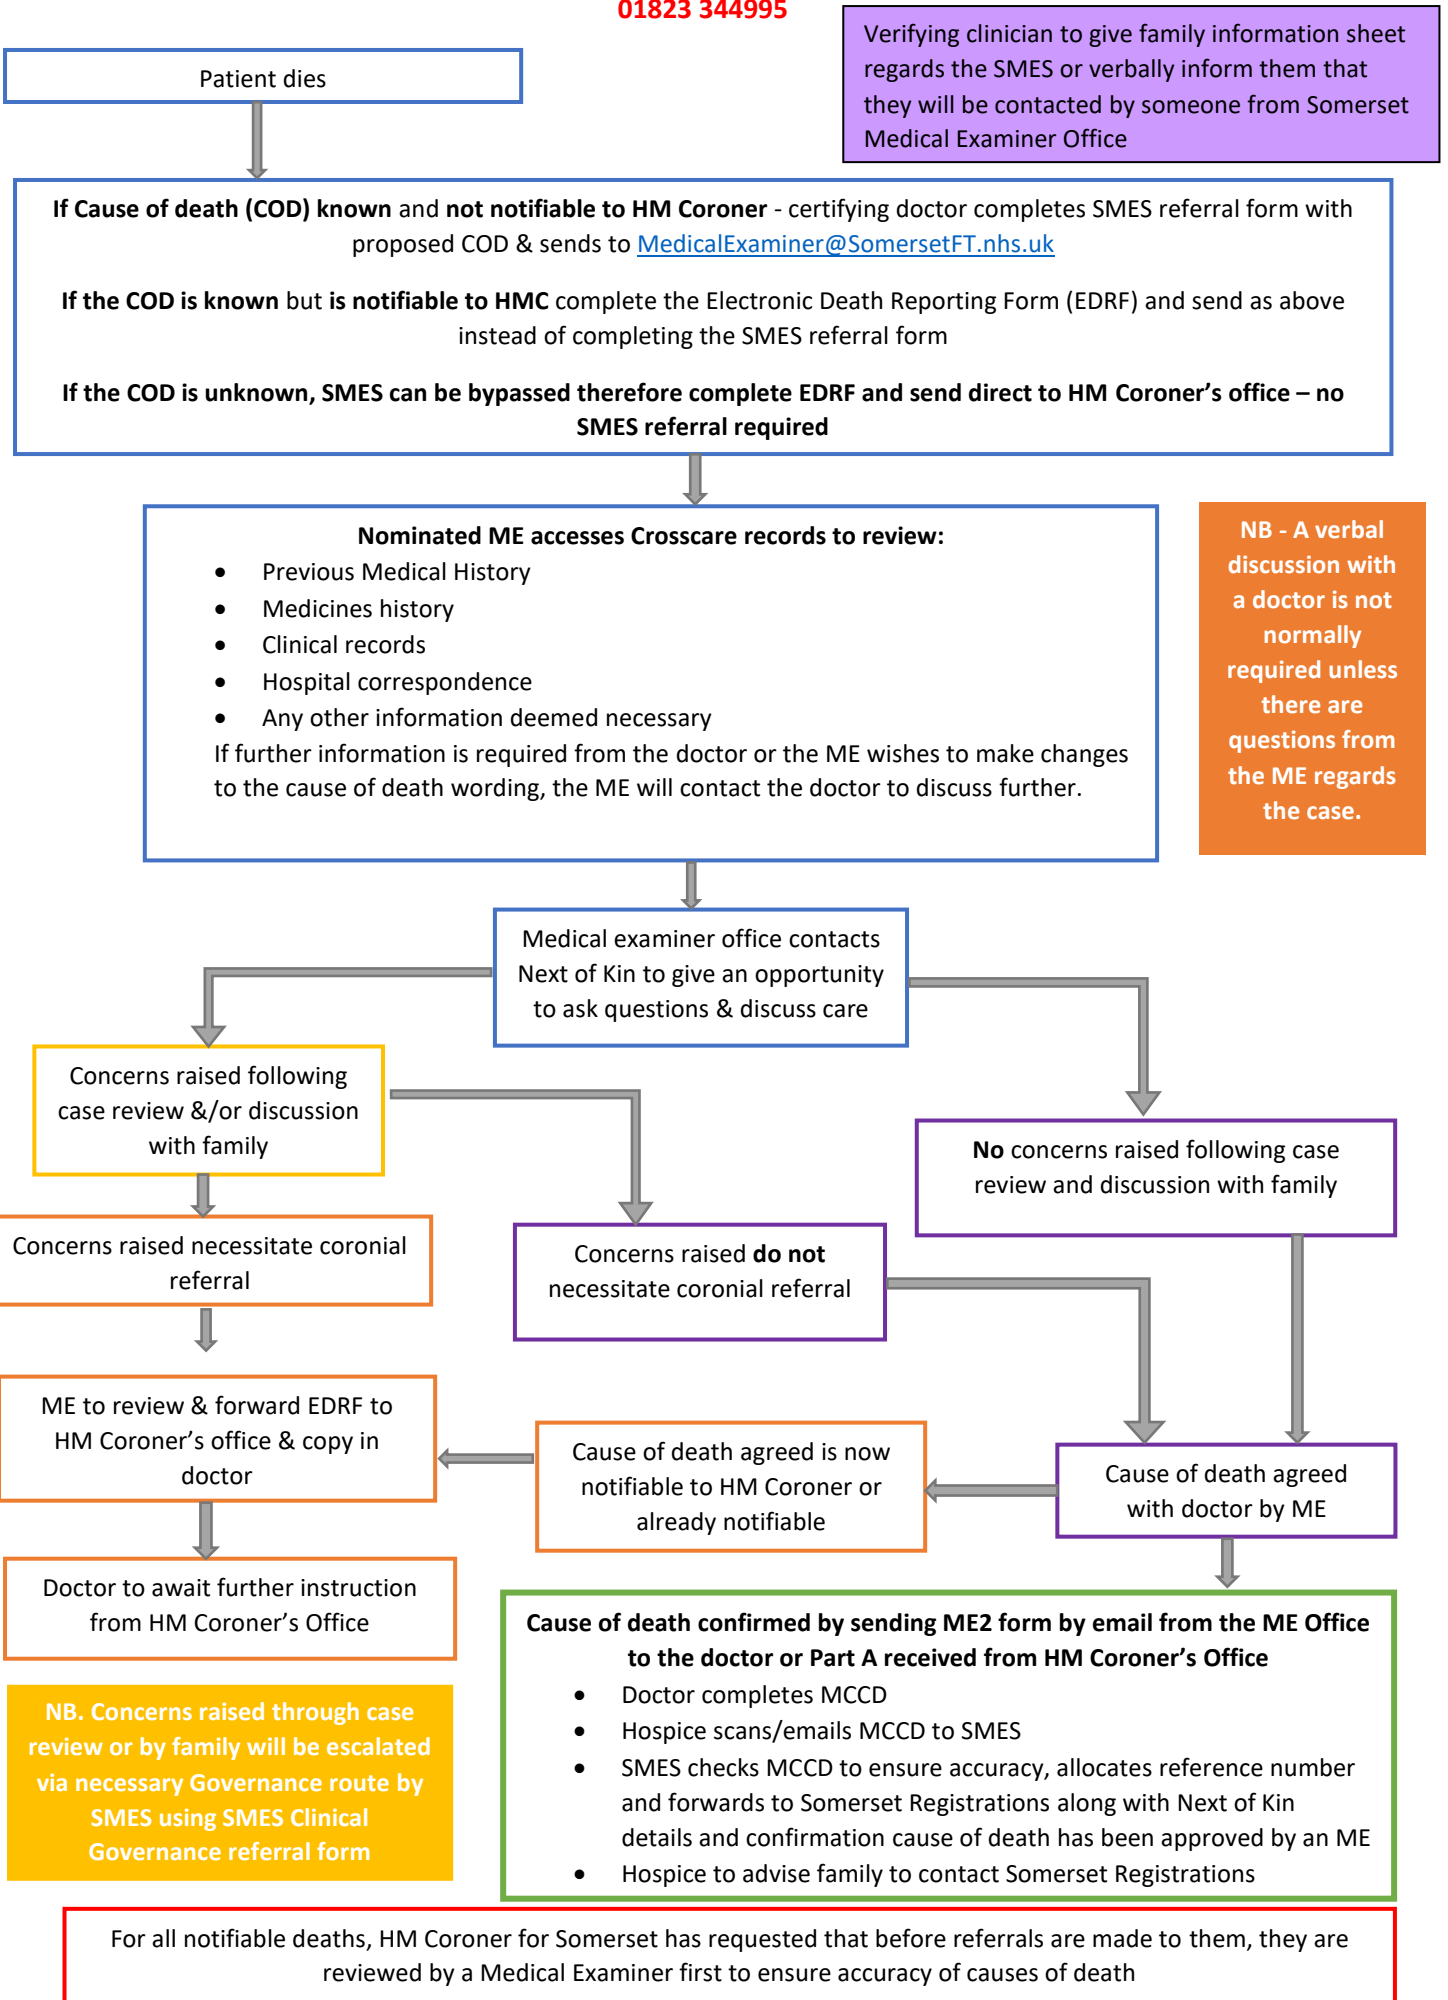 01823 344995
Verifying clinician to give family information sheet
regards the SMES or verbally inform them that
they will be contacted by someone from Somerset
Medical Examiner Office
Patient dies
If Cause of death (COD) known and not notifiable to HM Coroner - certifying doctor completes SMES referral form with
proposed COD & sends to MedicalExaminer@SomersetFT.nhs.uk
If the COD is known but is notifiable to HMC complete the Electronic Death Reporting Form (EDRF) and send as above
instead of completing the SMES referral form
If the COD is unknown, SMES can be bypassed therefore complete EDRF and send direct to HM Coroner’s office – no
SMES referral required
Nominated ME accesses Crosscare records to review:
• Previous Medical History
• Medicines history
• Clinical records
• Hospital correspondence
• Any other information deemed necessary
If further information is required from the doctor or the ME wishes to make changes
to the cause of death wording, the ME will contact the doctor to discuss further.
NB - A verbal
discussion with
a doctor is not
normally
required unless
there are
questions from
the ME regards
the case.
Medical examiner office contacts
Next of Kin to give an opportunity
to ask questions & discuss care
Concerns raised following
case review &/or discussion
with family
No concerns raised following case
review and discussion with family
Concerns raised necessitate coronial
referral
Concerns raised do not
necessitate coronial referral
ME to review & forward EDRF to
HM Coroner’s office & copy in
doctor
Cause of death agreed is now
notifiable to HM Coroner or
already notifiable
Cause of death agreed
with doctor by ME
Doctor to await further instruction
from HM Coroner’s Office
Cause of death confirmed by sending ME2 form by email from the ME Office
to the doctor or Part A received from HM Coroner’s Office
• Doctor completes MCCD
• Hospice scans/emails MCCD to SMES
• SMES checks MCCD to ensure accuracy, allocates reference number
and forwards to Somerset Registrations along with Next of Kin
details and confirmation cause of death has been approved by an ME
• Hospice to advise family to contact Somerset Registrations
NB. Concerns raised through case
review or by family will be escalated
via necessary Governance route by
SMES using SMES Clinical
Governance referral form
For all notifiable deaths, HM Coroner for Somerset has requested that before referrals are made to them, they are
reviewed by a Medical Examiner first to ensure accuracy of causes of death